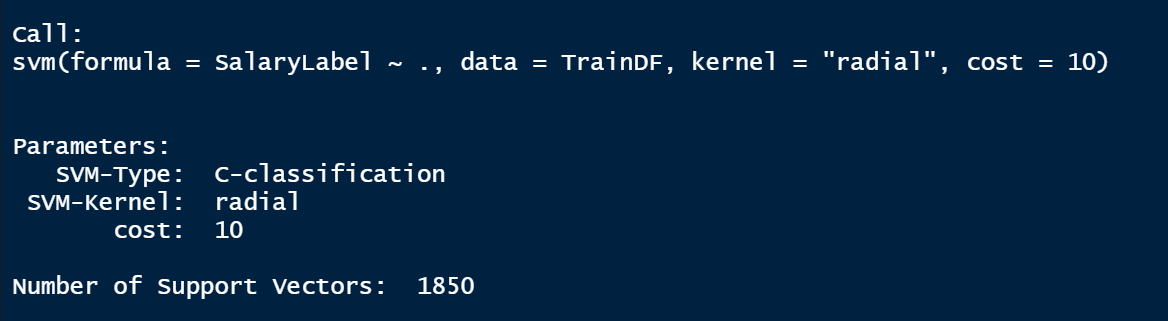 Call:
svm(formula = SalaryLabel ~ ., data = TrainDF, kernel = "radial", cost = 10)
Parameters:
SVM-Type: C-classification
SVM-Kernel: radial
cost: 10
Number of Support Vectors: 1850